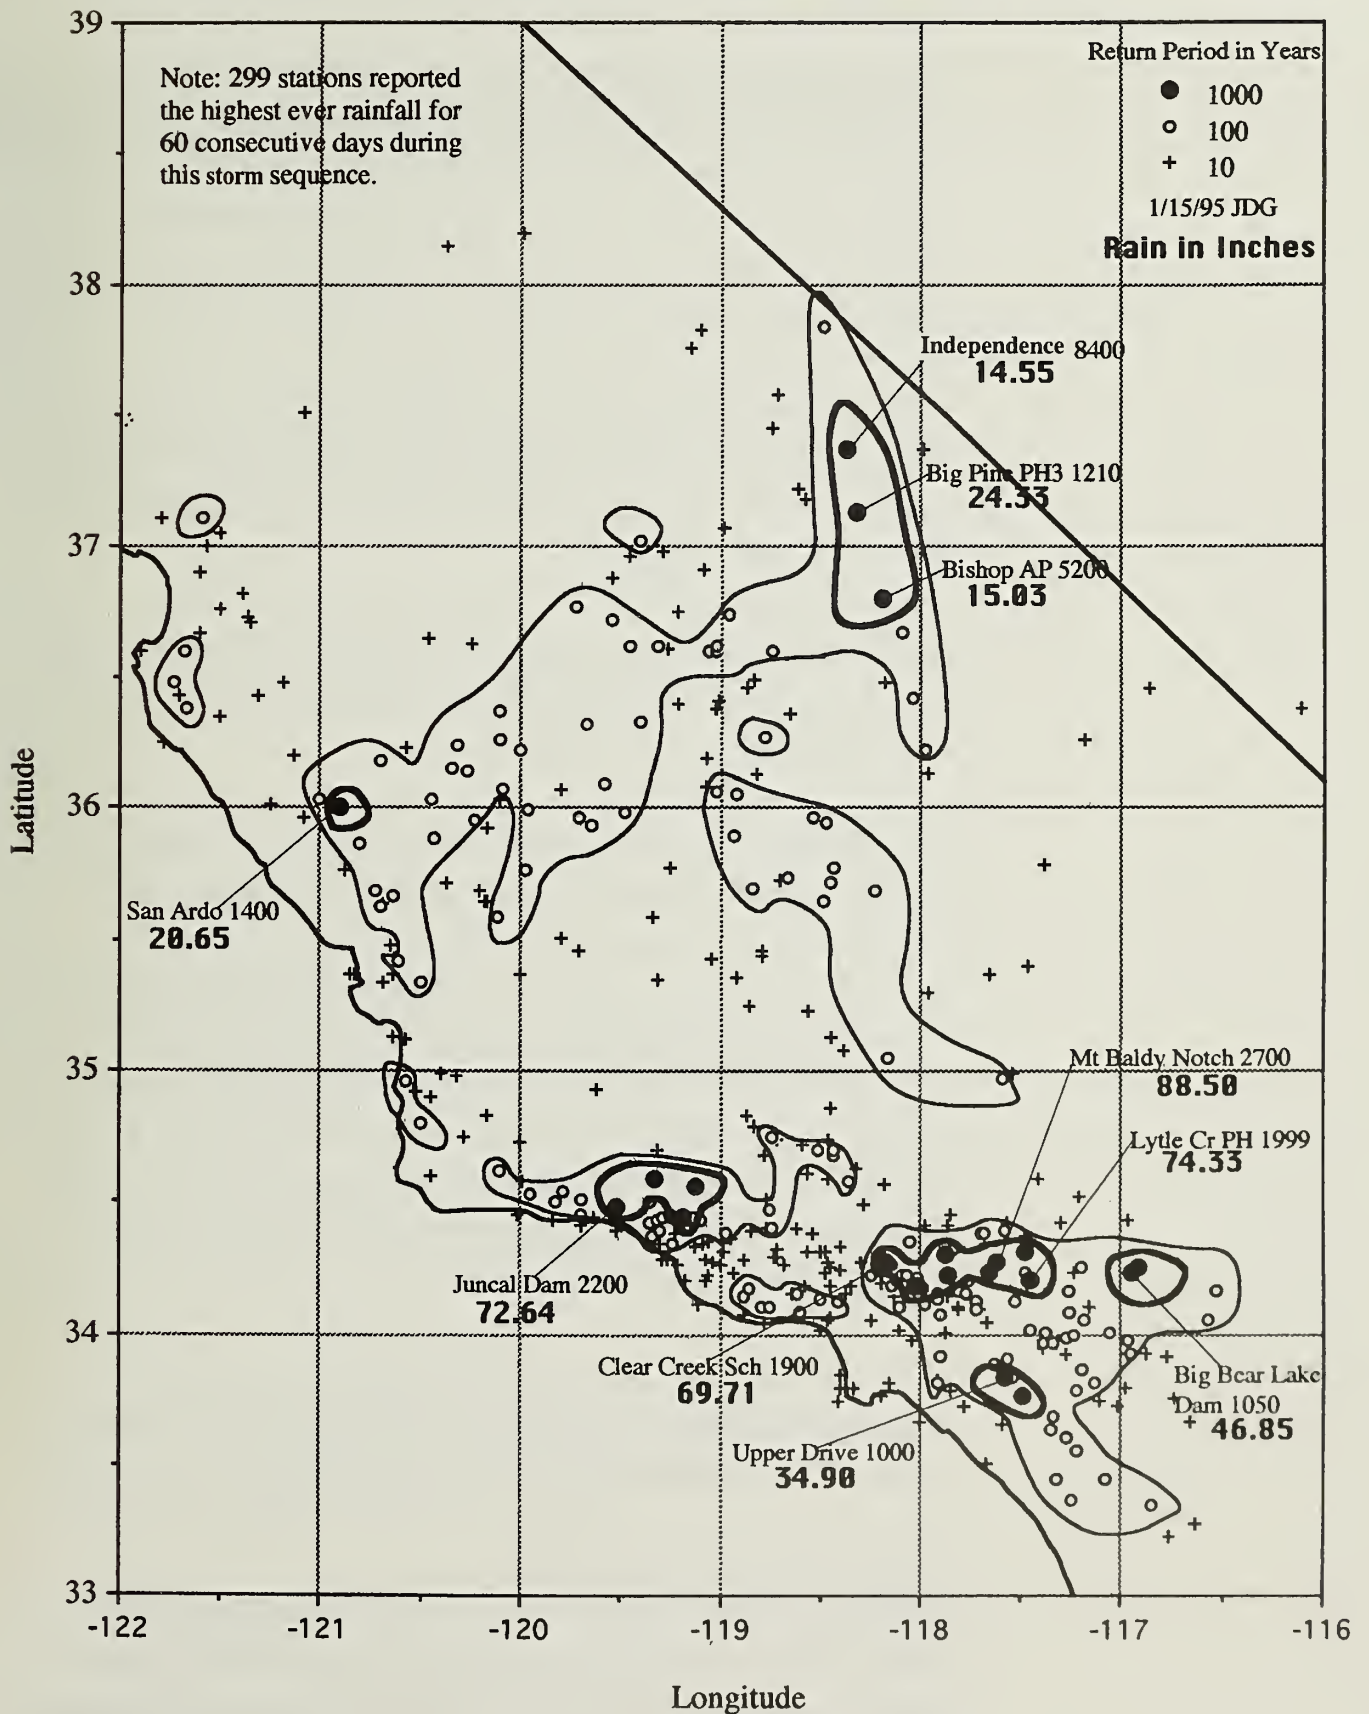 39
Note: 299 stations reported
the highest ever rainfall for
60 consecutive days during
this storm sequence.
Return Period in Years
1000
100
10
1/15/95 JDG
Rain in Inches
38
Independence 8400
14.55
Big Pine PH3 1210
24.33
37
Bishop AP 5200
15.03
Latitude
36
San Ardo 1400
20.65
35
Mt Baldy Notch 2700
88.50
Lytle Cr PH 1999
74.33
Juncal Dam 2200
72.64
34
Clear Creek Sch 1900
69.71
Big Bear Lake
Dam 1050
46.85
Upper Drive 1000
34.90
33
-122
-121
-120
-119
-118
-117
-116
Longitude